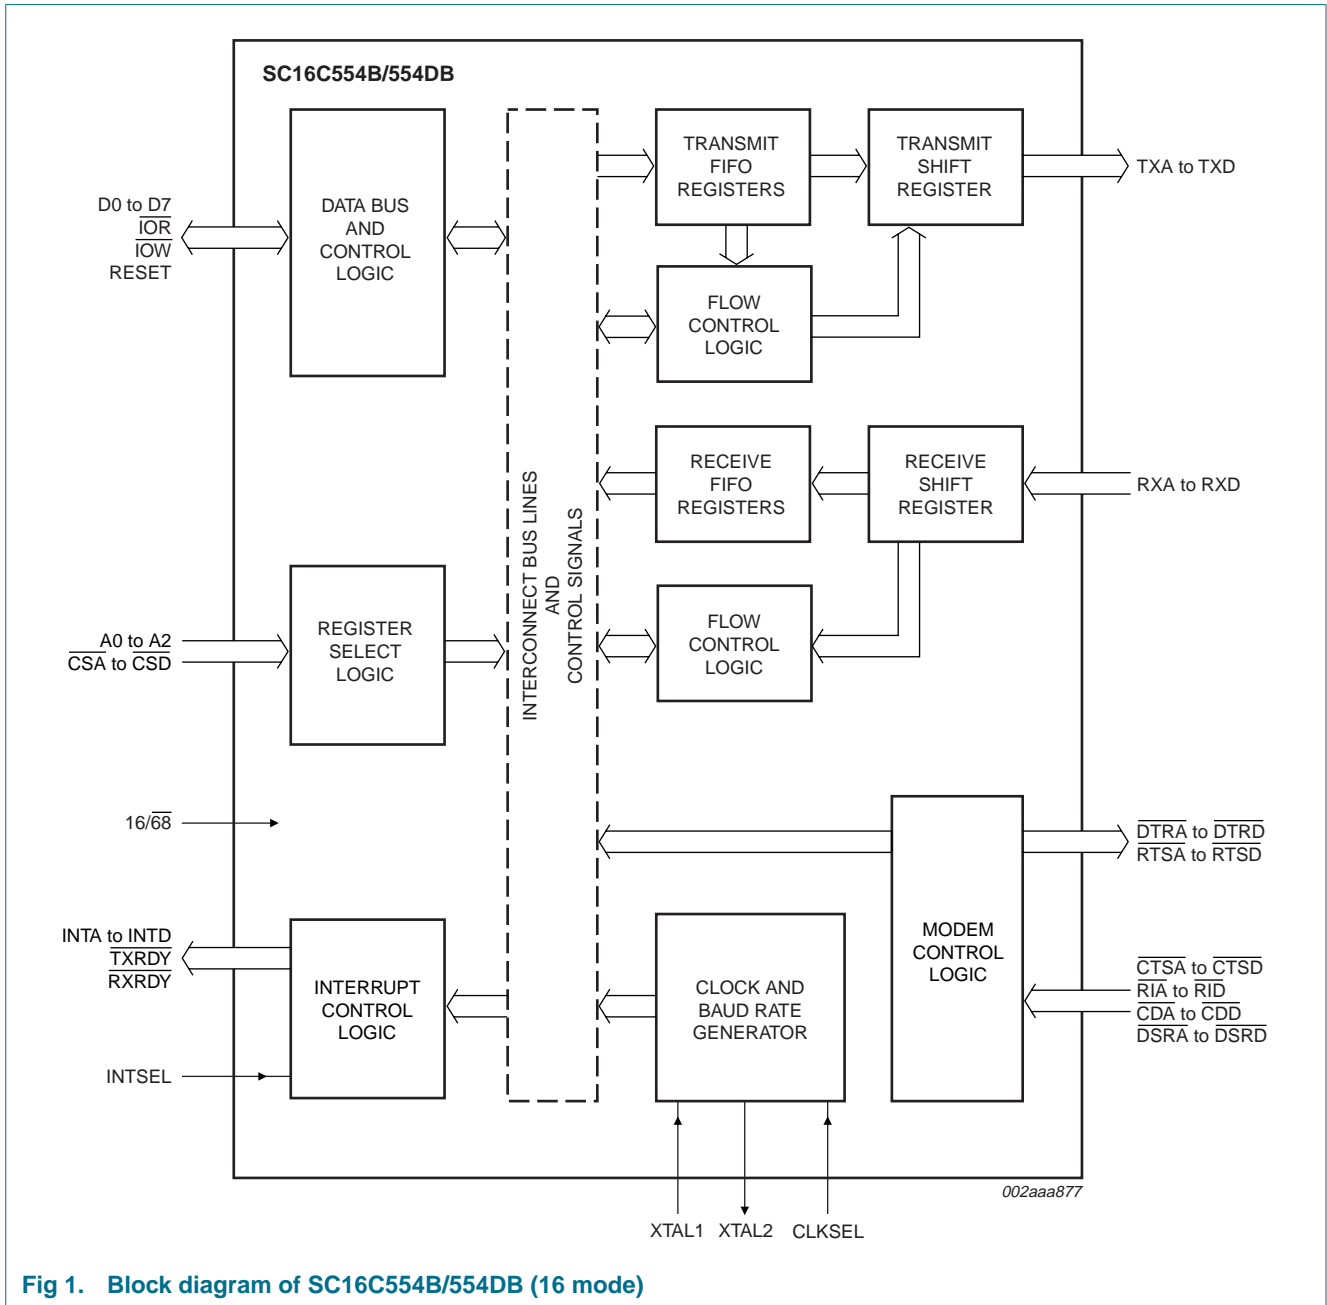 SC16C554B/554DB
D0 to D7
IOR
IOW
RESET
DATA BUS
AND
CONTROL
LOGIC
TRANSMIT
FIFO
REGISTERS
TRANSMIT
SHIFT
REGISTER
TXA to TXD
FLOW
CONTROL
LOGIC
INTERCONNECT BUS LINES
AND
CONTROL SIGNALS
RECEIVE
FIFO
REGISTERS
RECEIVE
SHIFT
REGISTER
RXA to RXD
A0 to A2
CSA to CSD
REGISTER
SELECT
LOGIC
FLOW
CONTROL
LOGIC
16/68
DTRA to DTRD
RTSA to RTSD
INTA to INTD
TXRDY
RXRDY
INTSEL
INTERRUPT
CONTROL
LOGIC
CLOCK AND
BAUD RATE
GENERATOR
MODEM
CONTROL
LOGIC
CTSA to CTSD
RIA to RID
CDA to CDD
DSRA to DSRD
XTAL1 XTAL2 CLKSEL
002aaa877
Fig 1. Block diagram of SC16C554B/554DB (16 mode)